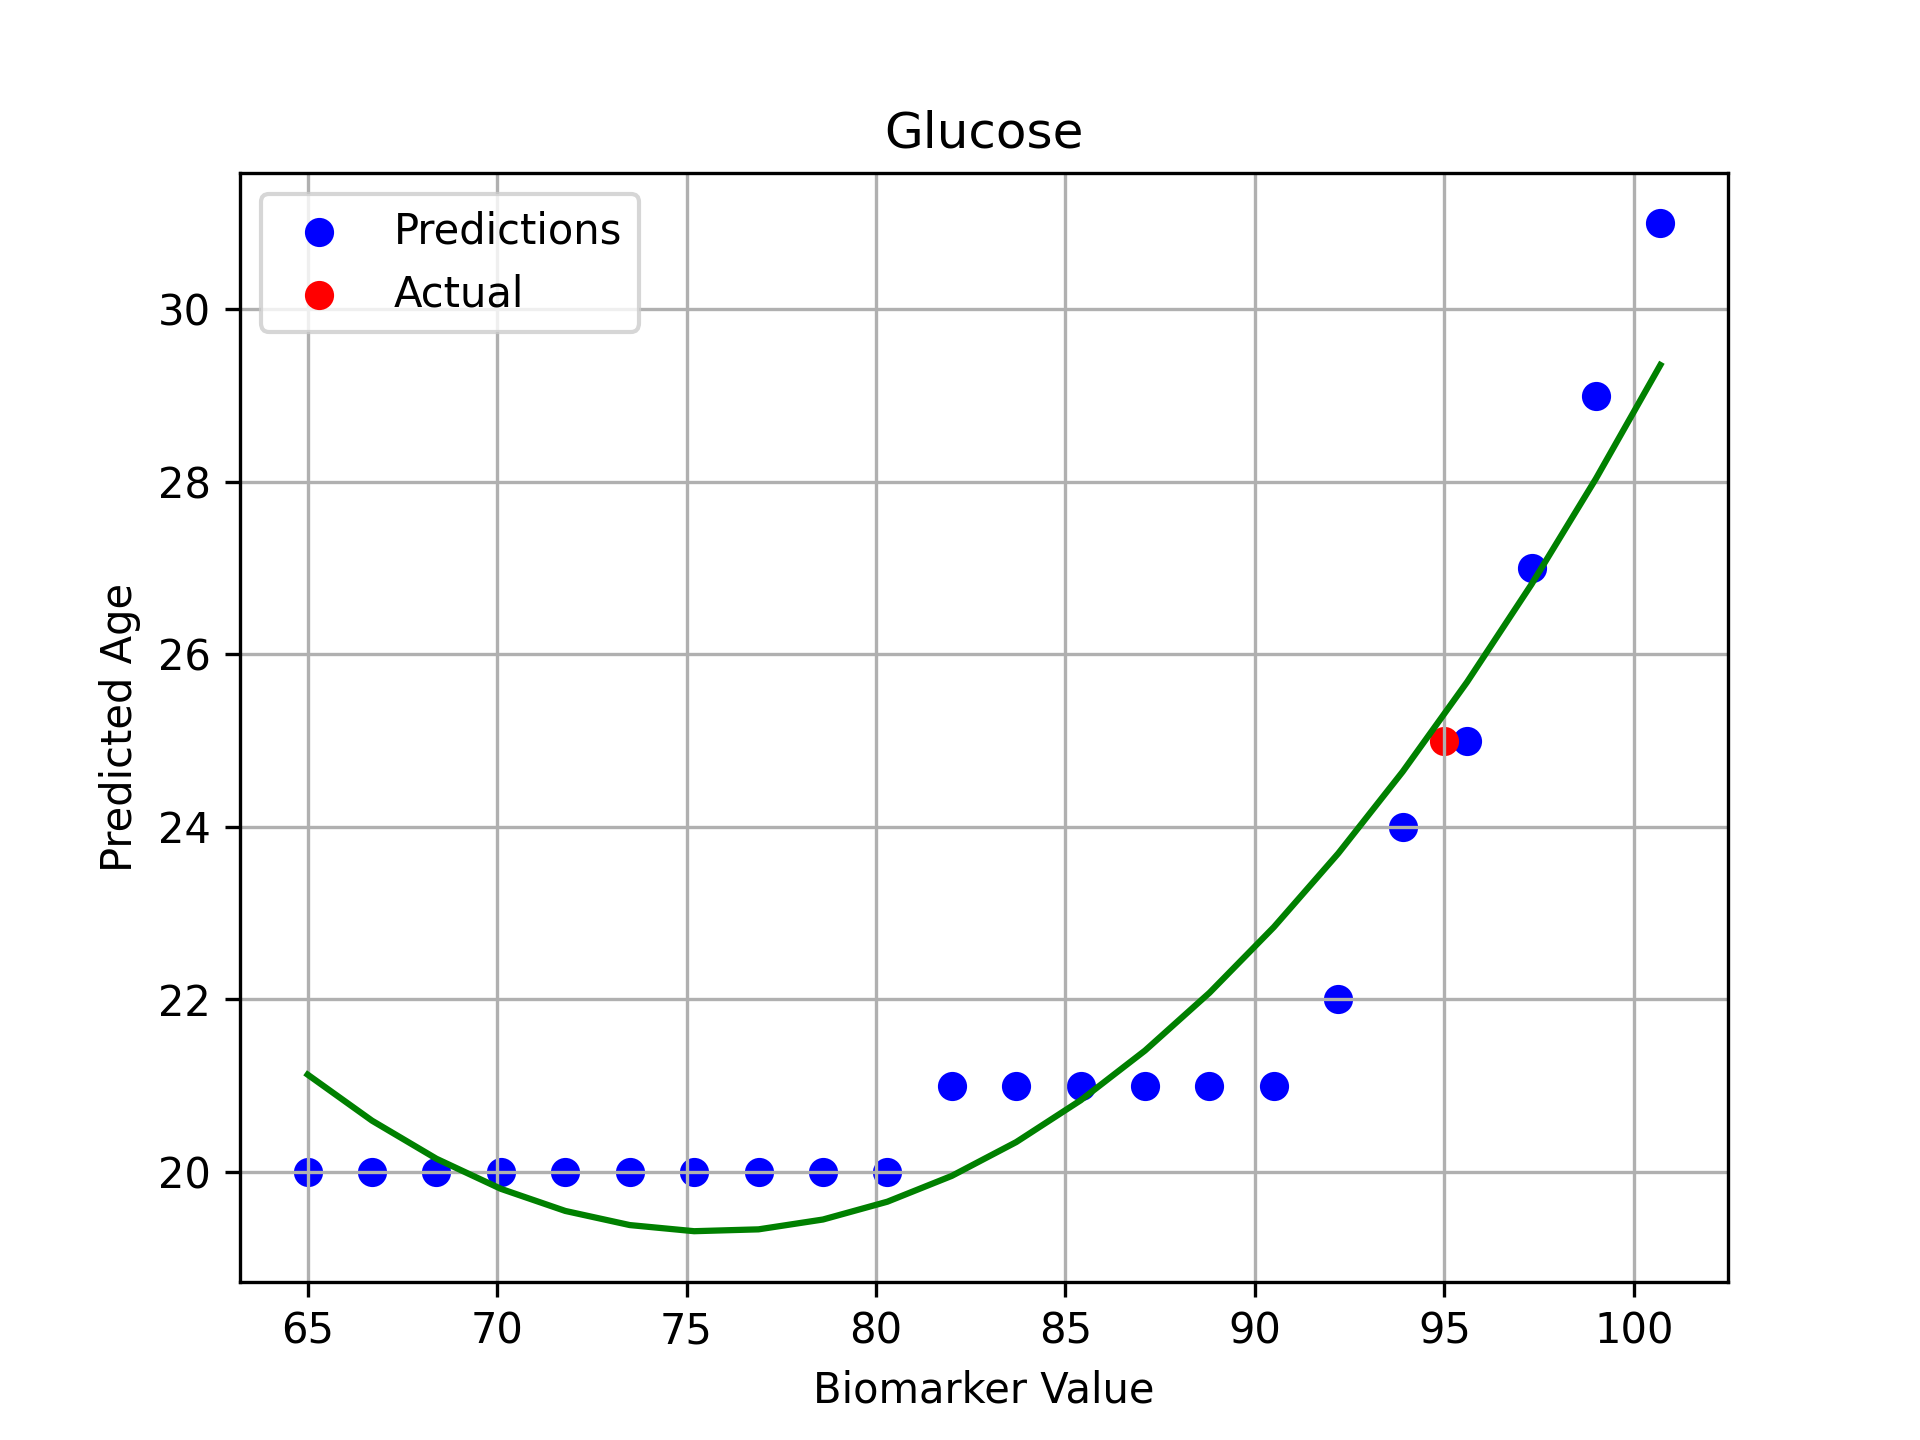 Glucose
Predictions
Actual
30
28
26
24
22
20
Predicted Age
65 70 75 80 85 90 95 100
Biomarker Value